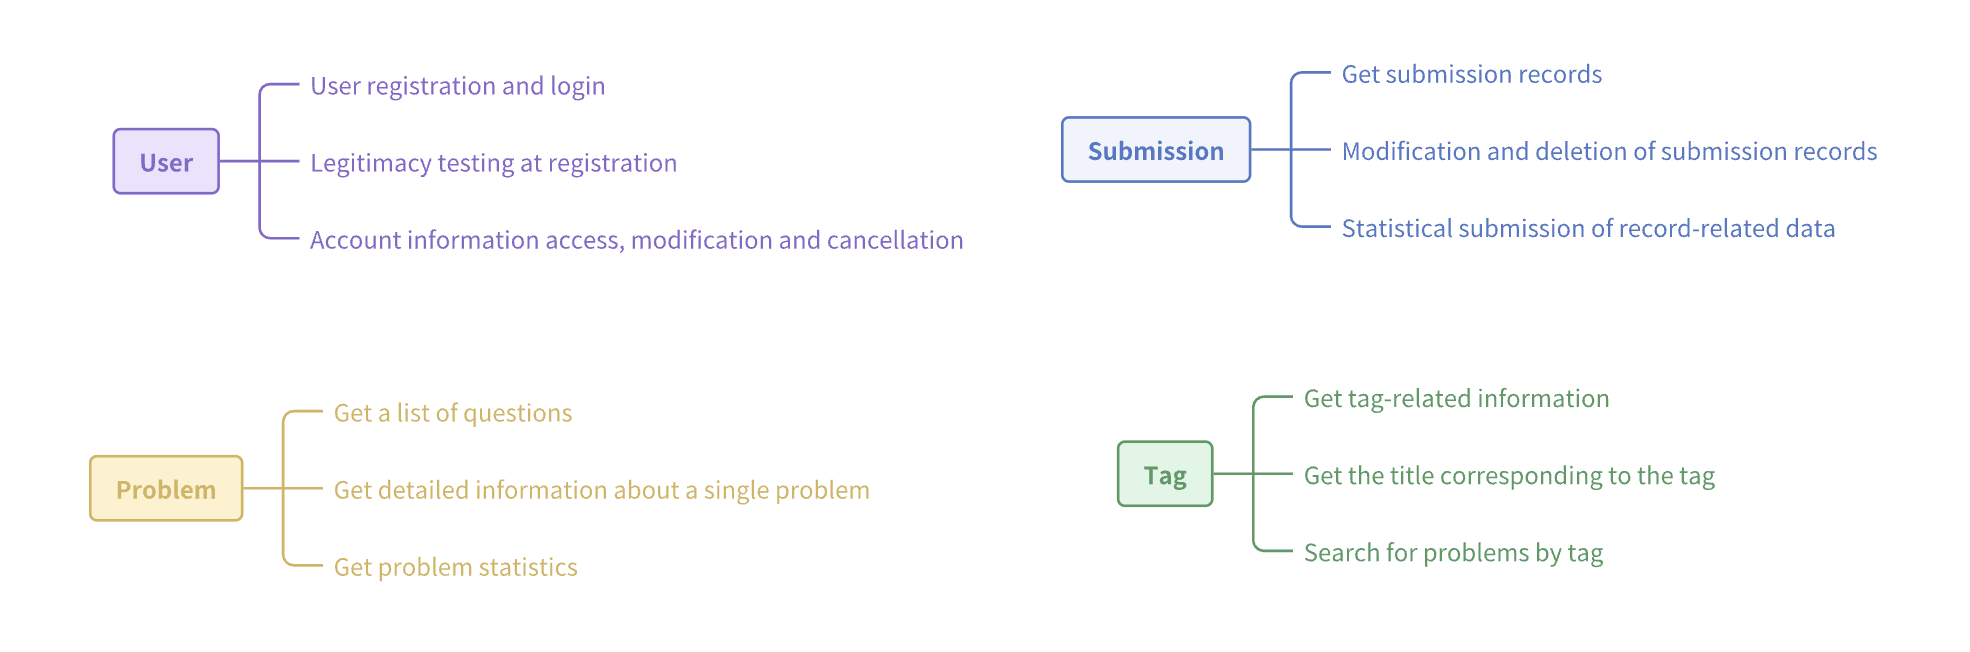 User
User registration and login
Legitimacy testing at registration
Account information access, modification and cancellation
Submission
Get submission records
Modification and deletion of submission records
Statistical submission of record-related data
Problem
Get a list of questions
Get detailed information about a single problem
Get problem statistics
Tag
Get tag-related information
Get the title corresponding to the tag
Search for problems by tag